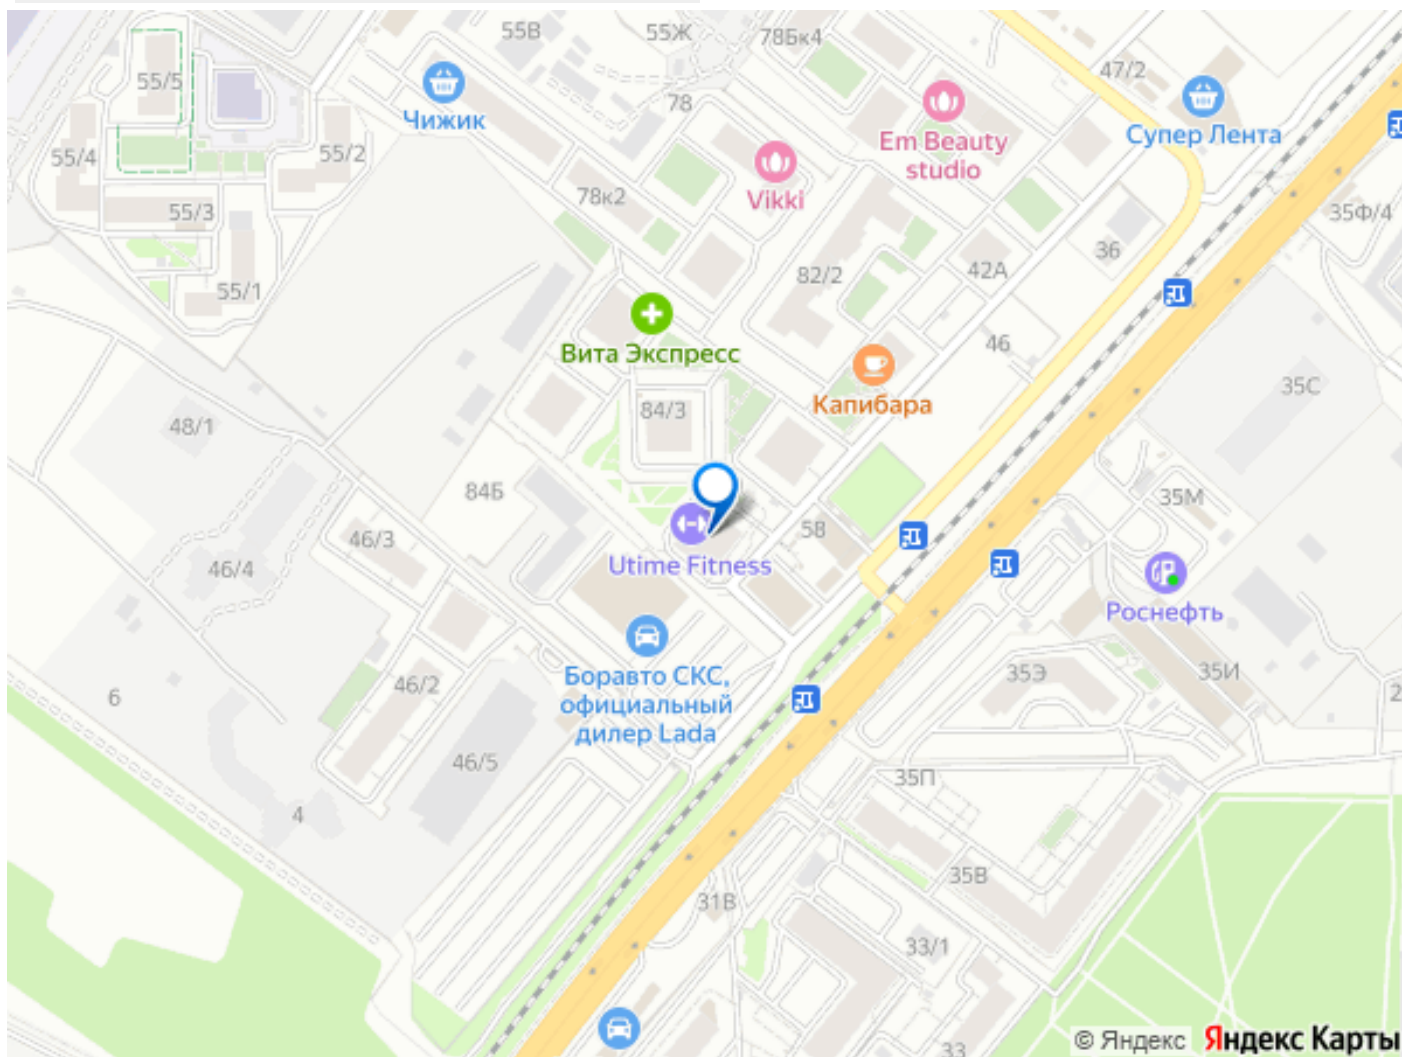 55В
55Ж
78Бк4
55/5
47/2
Чижик
78
Em Beauty
studio
Супер Лента
55/4
55/2
Vikki
78к2
55/3
35Ф/4
36
82/2
42А
55/1
46
Вита Экспресс
35С
Капибара
84/3
48/1
84Б
35М
5В
46/3
Utime Fitness
46/4
Роснефть
Боравто СКС,
официальный
дилер Lada
35Э
35И
46/2
6
2
46/5
35П
4
35В
31В
33/1
33
© Яндекс Яндекс Карты